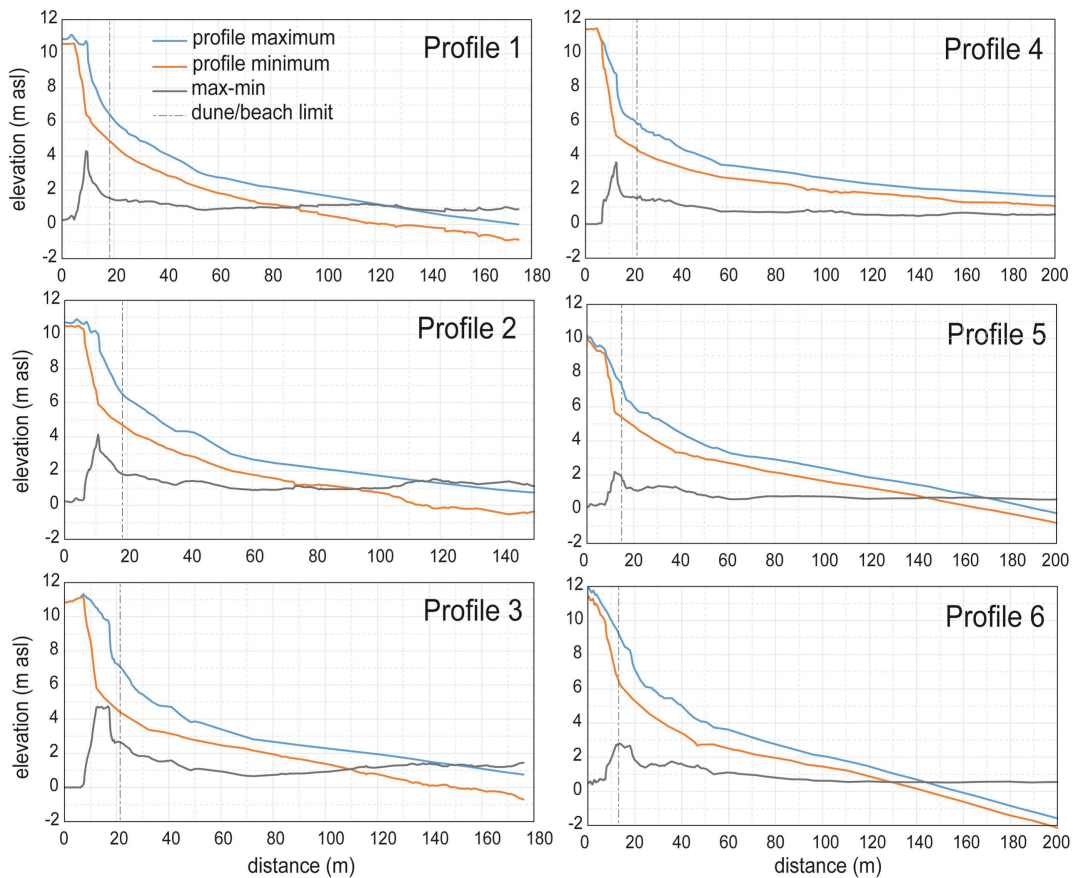 Profile 1
profile maximum
profile minimum
max-min
dune/beach limit
elevation (m asl)
12
10
8
6
4
2
0
-2
0 20 40 60 80 100 120 140 160 180
Profile 4
12
10
8
6
4
2
0
-2
0 20 40 60 80 100 120 140 160 180 200
Profile 2
elevation (m asl)
12
10
8
6
4
2
0
-2
0 20 40 60 80 100 120 140
Profile 5
12
10
8
6
4
2
0
-2
0 20 40 60 80 100 120 140 160 180 200
Profile 3
elevation (m asl)
12
10
8
6
4
2
0
-2
0 20 40 60 80 100 120 140 160 180
distance (m)
Profile 6
12
10
8
6
4
2
0
-2
0 20 40 60 80 100 120 140 160 180 200
distance (m)